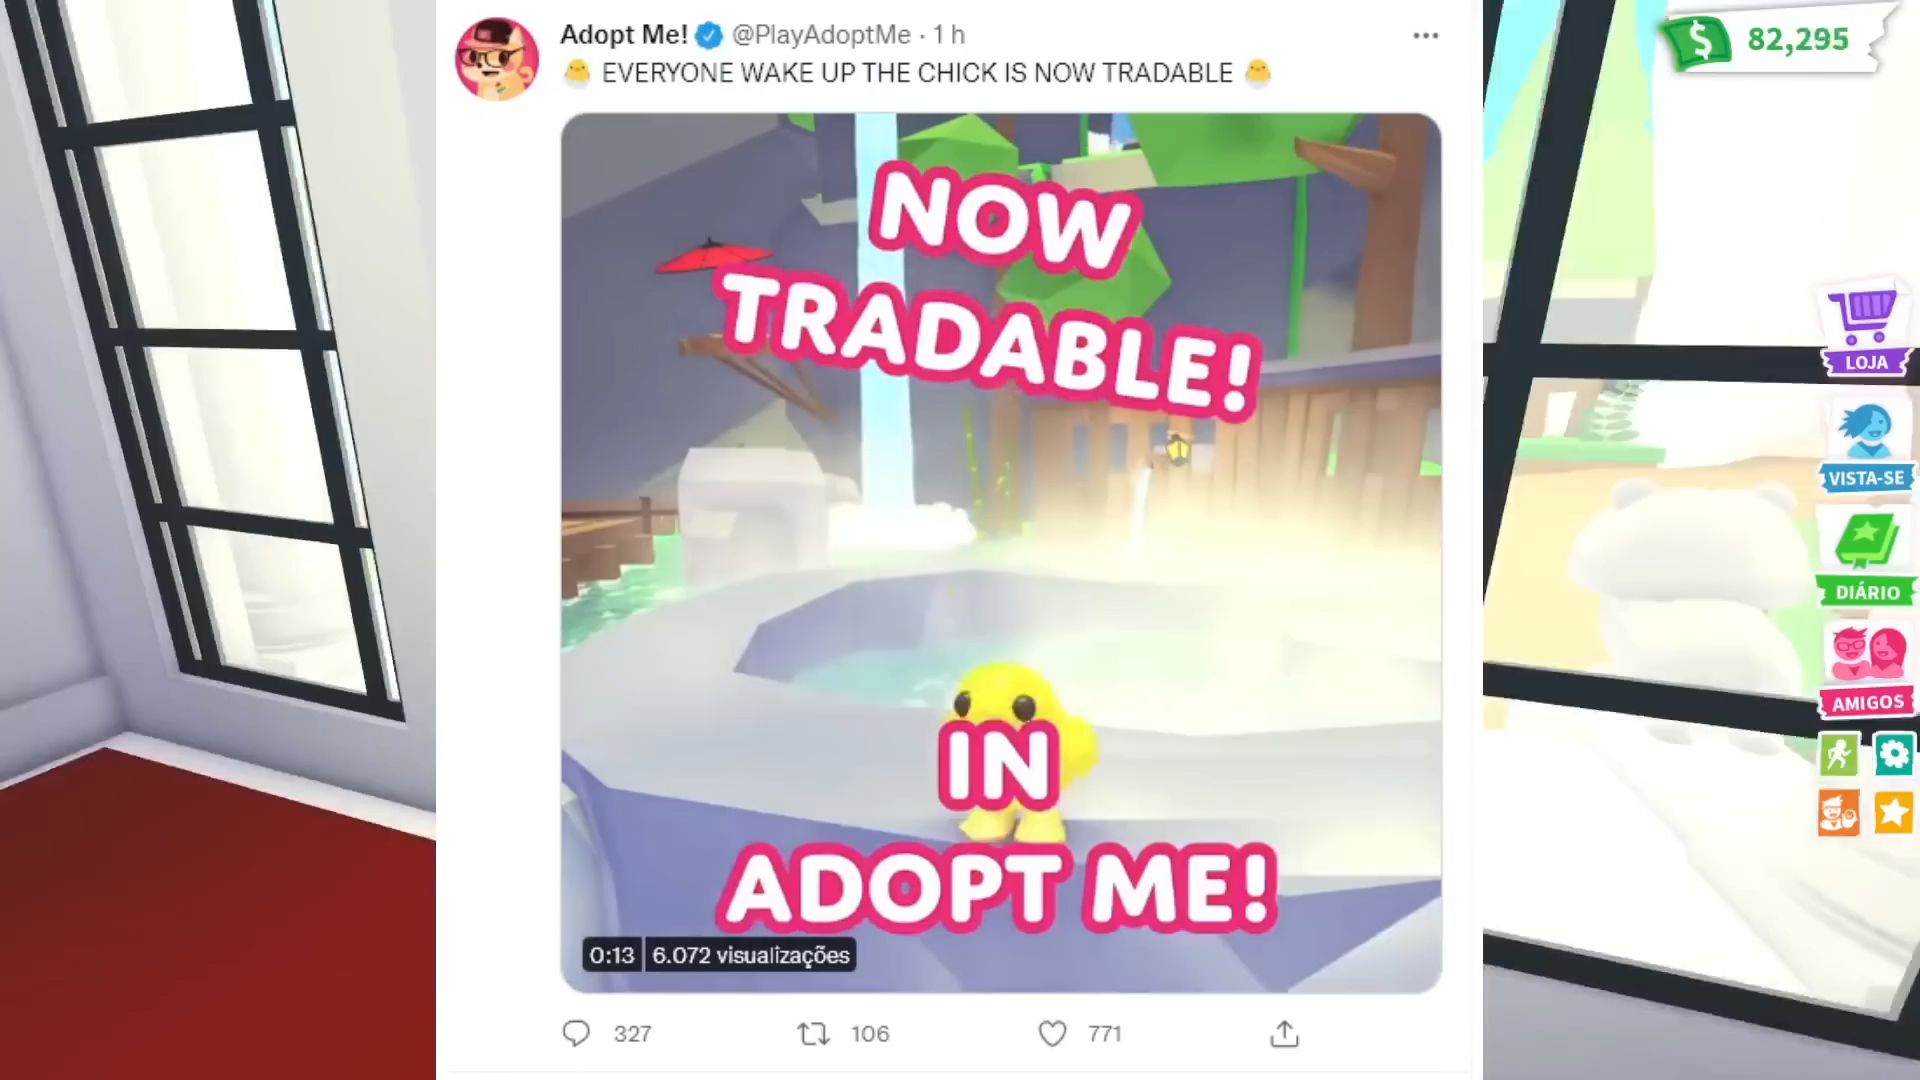 Adopt Me! @PlayAdoptMe · 1 h
🐣 EVERYONE WAKE UP THE CHICK IS NOW TRADABLE 🐣
NOW
TRADABLE!
IN
ADOPT ME!
0:13 6.072 visualizações
327 106 771
82,295
LOJA
VISTA-SE
DIÁRIO
AMIGOS